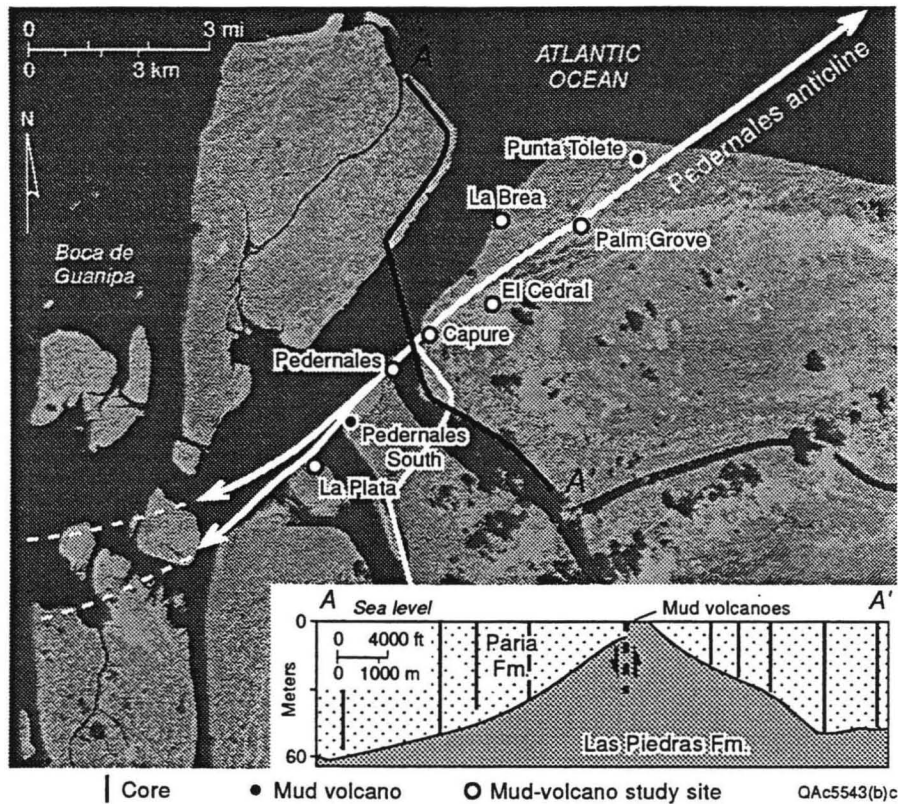 0 3 mi
0 3 km
N
A
ATLANTIC
OCEAN
Pedernales anticline
Punta Tolete
La Brea
Palm Grove
Boca de
Guanipa
El Cedral
Capure
Pedernales
Pedernales
South
La Plata
A'
A Sea level Mud volcanoes A'
0
0 4000 ft
0 1000 m
Paria
Fm.
Meters
Las Piedras Fm.
60
Core Mud volcano Mud-volcano study site QAc5543(b)c